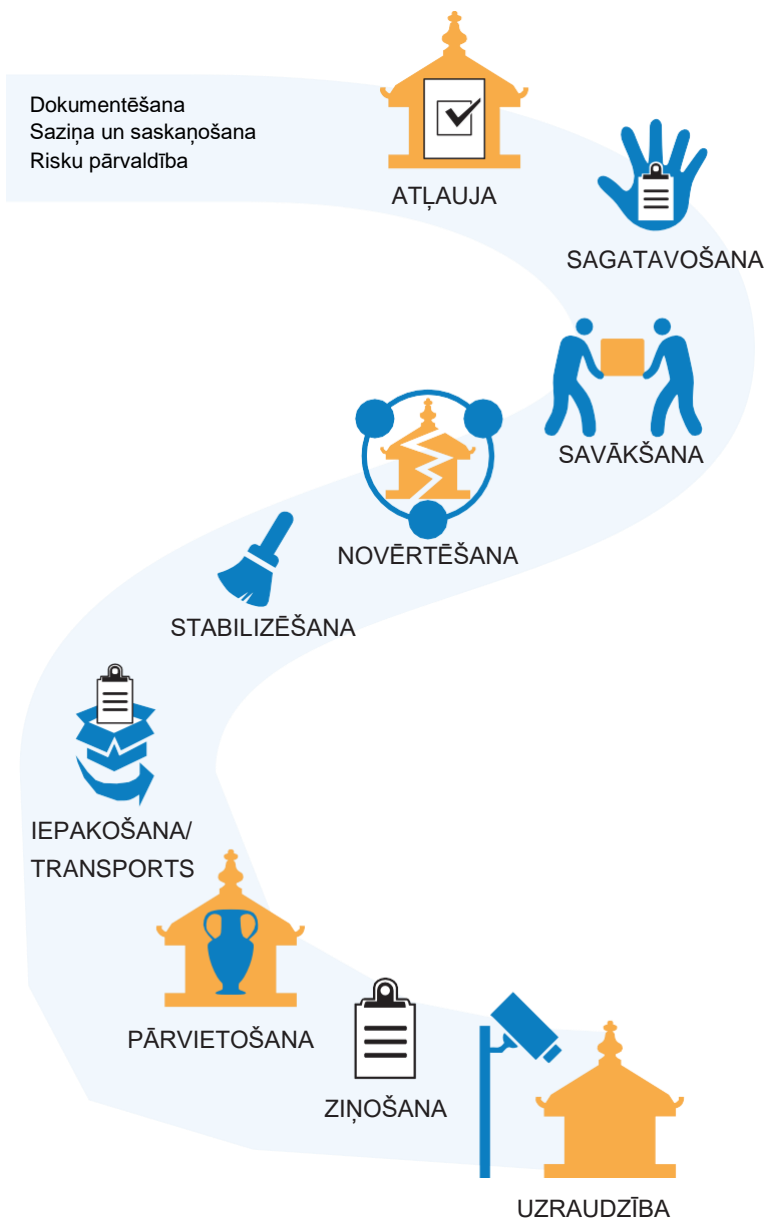 Dokumentēšana
Saziņa un saskaņošana
Risku pārvaldība
ATĻAUJA
SAGATAVOŠANA
SAVĀKŠANA
NOVĒRTĒŠANA
STABILIZĒŠANA
IEPAKOŠANA/
TRANSPORTS
PĀRVIETOŠANA
ZIŅOŠANA
UZRAUDZĪBA